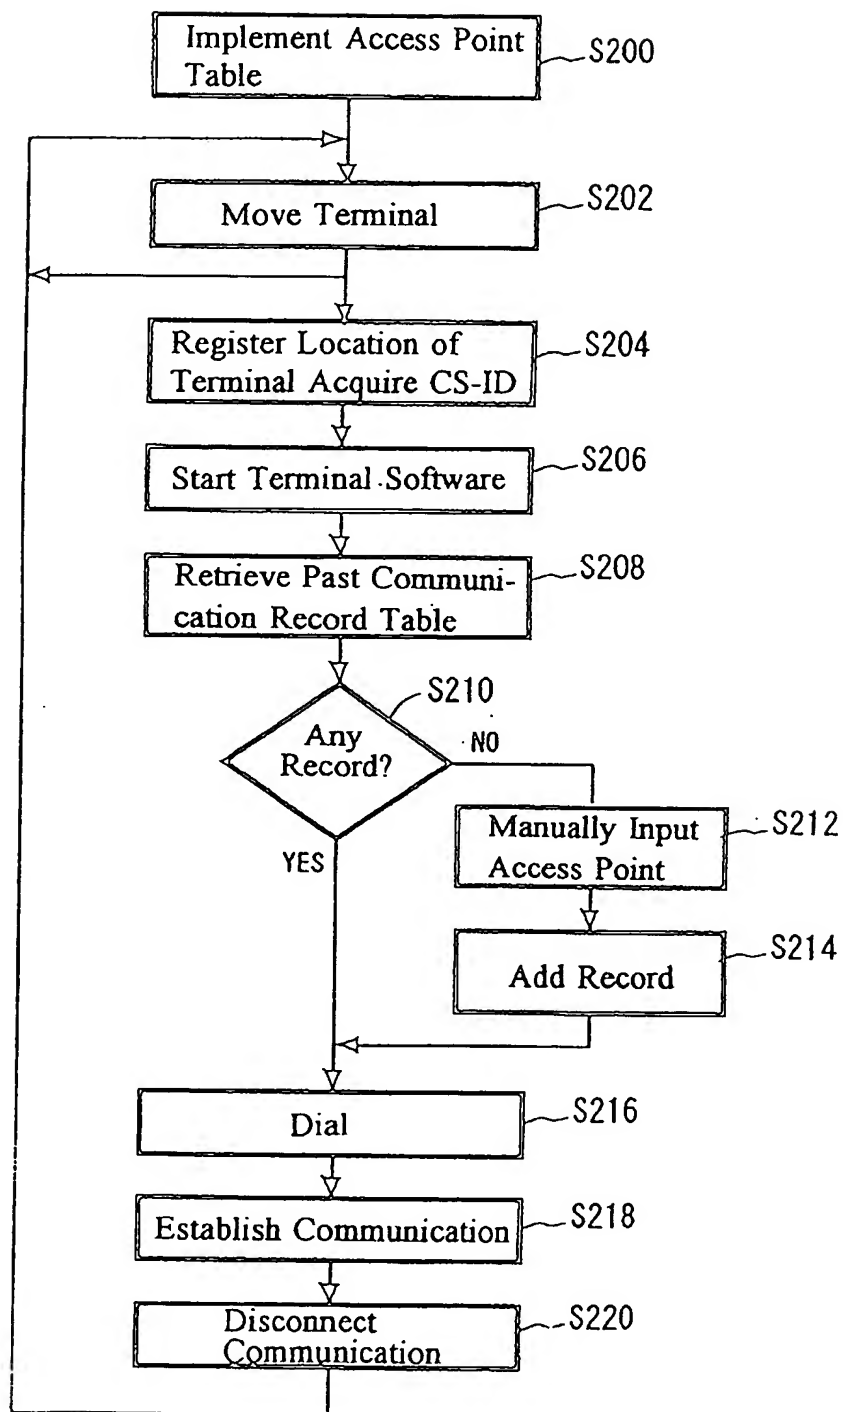 Implement Access Point
Table
S200
Move Terminal
S202
Register Location of
Terminal Acquire CS-ID
S204
Start Terminal Software
S206
Retrieve Past Communi-
cation Record Table
S208
S210
Any
Record?
NO
YES
Manually Input
Access Point
S212
Add Record
S214
Dial
S216
Establish Communication
S218
Disconnect
Communication
S220